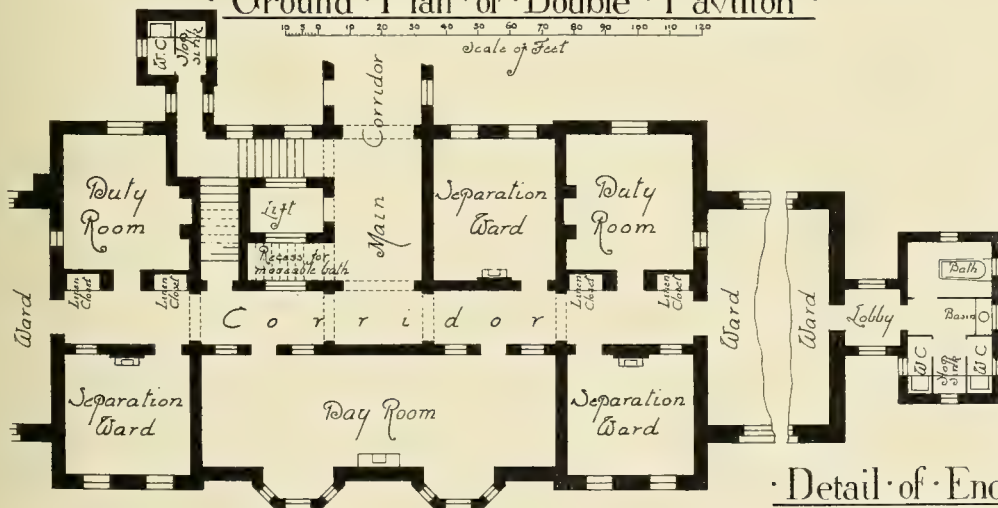 · Ground · Plan · of · Double · Pavilion ·
10 5 0 10 20 30 40 50 60 70 80 90 100 110 120
Scale of Feet
W.C
Slop
Sink
Corridor
Main
Duty
Room
Lift
Recess for
moveable bath
Separation
Ward
Duty
Room
Linen
Closet
Linen
Closet
Linen
Closet
Linen
Closet
Ward
Corridor
Ward
Ward
Lobby
Bath
Basin
W.C
Slop
Sink
W.C
Separation
Ward
Day Room
Separation
Ward
· Detail · of · End